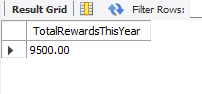 Result Grid Filter Rows:
TotalRewardsThisYear
9500.00